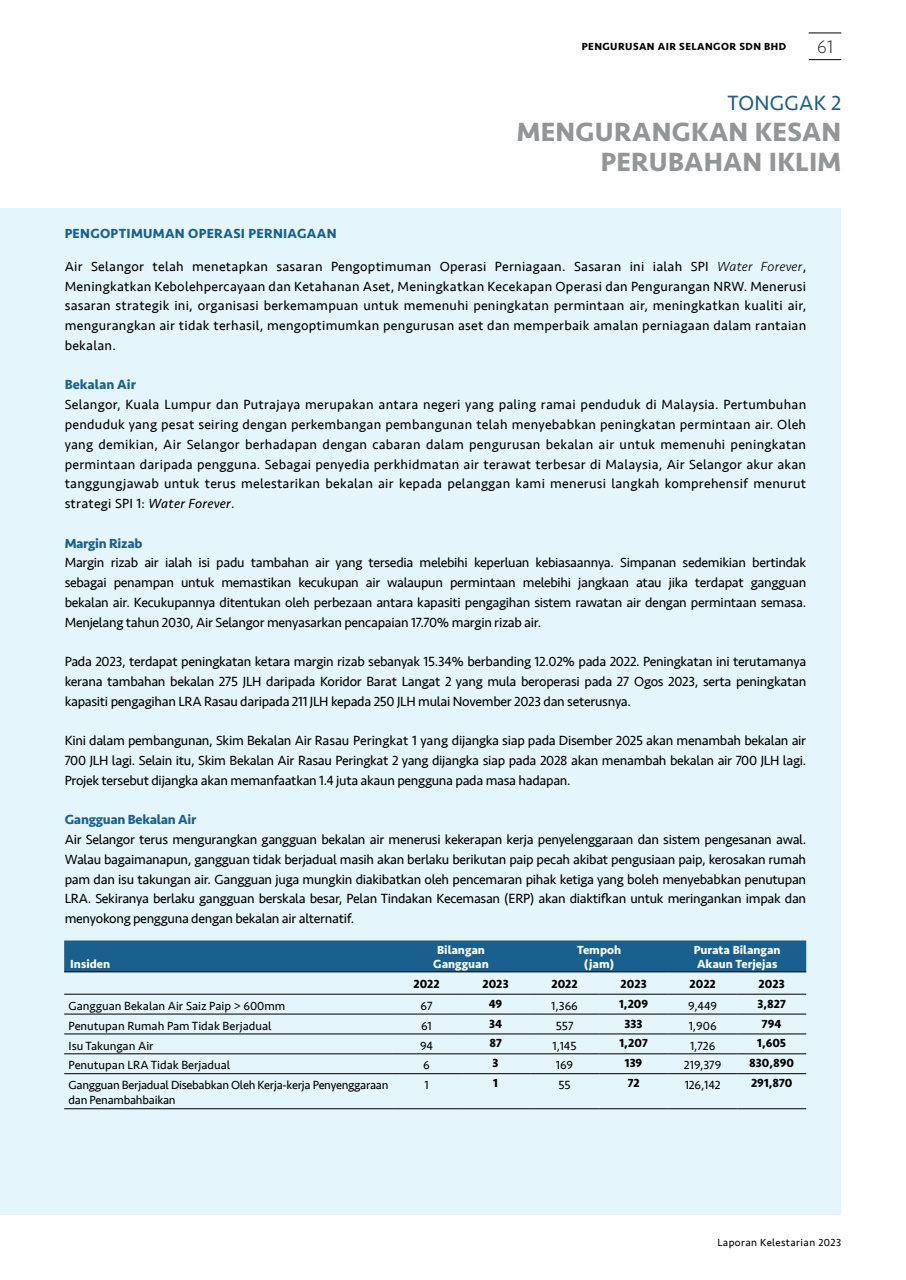 PENGURUSAN AIR SELANGOR SDN BHD 61
TONGGAK 2
MENGURANGKAN KESAN
PERUBAHAN IKLIM
PENGOPTIMUMAN OPERASI PERNIAGAAN
Air Selangor telah menetapkan sasaran Pengoptimuman Operasi Perniagaan. Sasaran ini ialah SPI Water Forever,
Meningkatkan Kebolehpercayaan dan Ketahanan Aset, Meningkatkan Kecekapan Operasi dan Pengurangan NRW. Menerusi
sasaran strategik ini, organisasi berkemampuan untuk memenuhi peningkatan permintaan air, meningkatkan kualiti air,
mengurangkan air tidak terhasil, mengoptimumkan pengurusan aset dan memperbaik amalan perniagaan dalam rantaian
bekalan.
Bekalan Air
Selangor, Kuala Lumpur dan Putrajaya merupakan antara negeri yang paling ramai penduduk di Malaysia. Pertumbuhan
penduduk yang pesat seiring dengan perkembangan pembangunan telah menyebabkan peningkatan permintaan air. Oleh
yang demikian, Air Selangor berhadapan dengan cabaran dalam pengurusan bekalan air untuk memenuhi peningkatan
permintaan daripada pengguna. Sebagai penyedia perkhidmatan air terawat terbesar di Malaysia, Air Selangor akur akan
tanggungjawab untuk terus melestarikan bekalan air kepada pelanggan kami menerusi langkah komprehensif menurut
strategi SPI 1: Water Forever.
Margin Rizab
Margin rizab air ialah isi padu tambahan air yang tersedia melebihi keperluan kebiasaannya. Simpanan sedemikian bertindak
sebagai penampan untuk memastikan kecukupan air walaupun permintaan melebihi jangkaan atau jika terdapat gangguan
bekalan air. Kecukupannya ditentukan oleh perbezaan antara kapasiti pengagihan sistem rawatan air dengan permintaan semasa.
Menjelang tahun 2030, Air Selangor menyasarkan pencapaian 17.70% margin rizab air.
Pada 2023, terdapat peningkatan ketara margin rizab sebanyak 15.34% berbanding 12.02% pada 2022. Peningkatan ini terutamanya
kerana tambahan bekalan 275 JLH daripada Koridor Barat Langat 2 yang mula beroperasi pada 27 Ogos 2023, serta peningkatan
kapasiti pengagihan LRA Rasau daripada 211 JLH kepada 250 JLH mulai November 2023 dan seterusnya.
Kini dalam pembangunan, Skim Bekalan Air Rasau Peringkat 1 yang dijangka siap pada Disember 2025 akan menambah bekalan air
700 JLH lagi. Selain itu, Skim Bekalan Air Rasau Peringkat 2 yang dijangka siap pada 2028 akan menambah bekalan air 700 JLH lagi.
Projek tersebut dijangka akan memanfaatkan 1.4 juta akaun pengguna pada masa hadapan.
Gangguan Bekalan Air
Air Selangor terus mengurangkan gangguan bekalan air menerusi kekerapan kerja penyelenggaraan dan sistem pengesanan awal.
Walau bagaimanapun, gangguan tidak berjadual masih akan berlaku berikutan paip pecah akibat pengusiaan paip, kerosakan rumah
pam dan isu takungan air. Gangguan juga mungkin diakibatkan oleh pencemaran pihak ketiga yang boleh menyebabkan penutupan
LRA. Sekiranya berlaku gangguan berskala besar, Pelan Tindakan Kecemasan (ERP) akan diaktifkan untuk meringankan impak dan
menyokong pengguna dengan bekalan air alternatif.
Insiden Bilangan Gangguan Tempoh (jam) Purata Bilangan Akaun Terjejas
2022 2023 2022 2023 2022 2023
Gangguan Bekalan Air Saiz Paip > 600mm 67 49 1,366 1,209 9,449 3,827
Penutupan Rumah Pam Tidak Berjadual 61 34 557 333 1,906 794
Isu Takungan Air 94 87 1,145 1,207 1,726 1,605
Penutupan LRA Tidak Berjadual 6 3 169 139 219,379 830,890
Gangguan Berjadual Disebabkan Oleh Kerja-kerja Penyenggaraan 1 1 55 72 126,142 291,870
dan Penambahbaikan
Laporan Kelestarian 2023